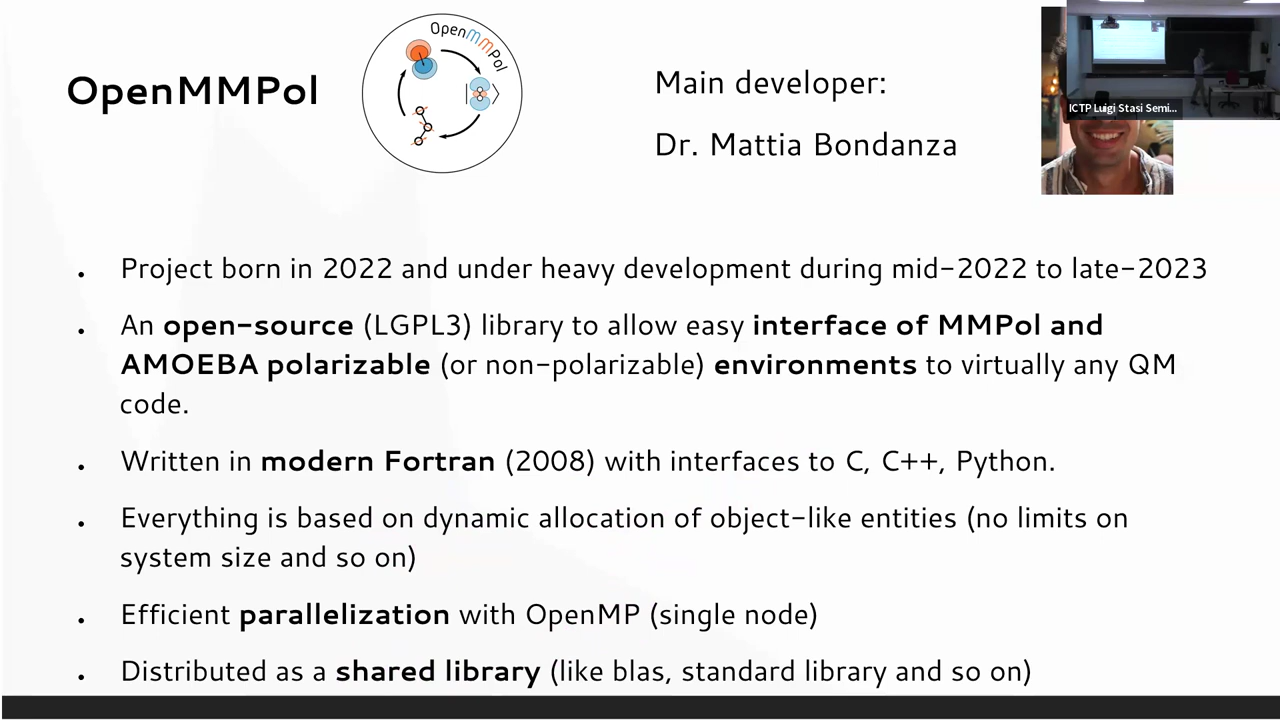 OpenMMPol
OpenMMPol
Main developer:
Dr. Mattia Bondanza
ICTP Luigi Stasi Semi...
• Project born in 2022 and under heavy development during mid-2022 to late-2023
• An open-source (LGPL3) library to allow easy interface of MMPol and
AMOEBA polarizable (or non-polarizable) environments to virtually any QM
code.
• Written in modern Fortran (2008) with interfaces to C, C++, Python.
• Everything is based on dynamic allocation of object-like entities (no limits on
system size and so on)
• Efficient parallelization with OpenMP (single node)
• Distributed as a shared library (like blas, standard library and so on)